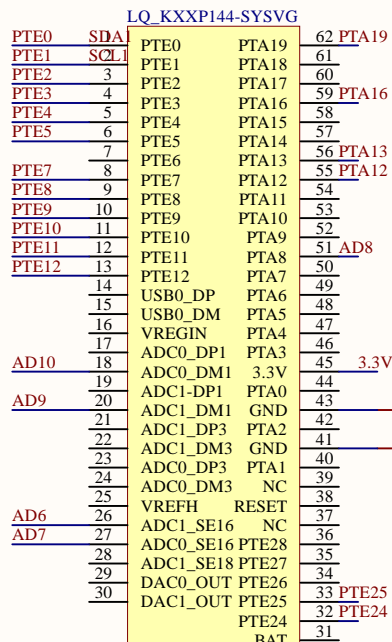 LQ_KXXP144-SYSVG
PTE0 SDA1 1 PTE0 PTA19 62 PTA19
PTE1 SCL1 2 PTE1 PTA18 61
PTE2 3 PTE2 PTA17 60
PTE3 4 PTE3 PTA16 59 PTA16
PTE4 5 PTE4 PTA15 58
PTE5 6 PTE5 PTA14 57
7 PTE6 PTA13 56 PTA13
PTE7 8 PTE7 PTA12 55 PTA12
PTE8 9 PTE8 PTA11 54
PTE9 10 PTE9 PTA10 53
PTE10 11 PTE10 PTA9 52
PTE11 12 PTE11 PTA8 51 AD8
PTE12 13 PTE12 PTA7 50
14 USB0_DP PTA6 49
15 USB0_DM PTA5 48
16 VREGIN PTA4 47
17 ADC0_DP1 PTA3 46
AD10 18 ADC0_DM1 3.3V 45 3.3V
19 ADC1-DP1 PTA0 44
AD9 20 ADC1_DM1 GND 43
21 ADC1_DP3 PTA2 42
22 ADC1_DM3 GND 41
23 ADC0_DP3 PTA1 40
24 ADC0_DM3 NC 39
25 VREFH RESET 38
AD6 26 ADC1_SE16 NC 37
AD7 27 ADC0_SE16 PTE28 36
28 ADC1_SE18 PTE27 35
29 DAC0_OUT PTE26 34
30 DAC1_OUT PTE25 33 PTE25
PTE24 32 PTE24
BAT 31